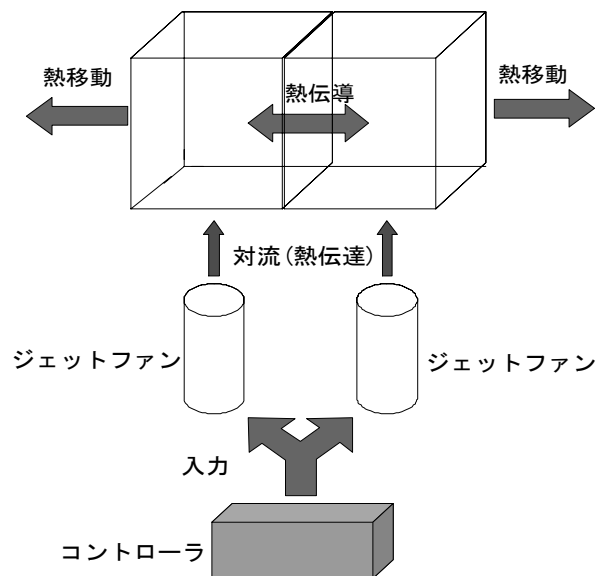 熱移動
熱移動
熱伝導
対流(熱伝達)
ジェットファン
ジェットファン
入力
コントローラ